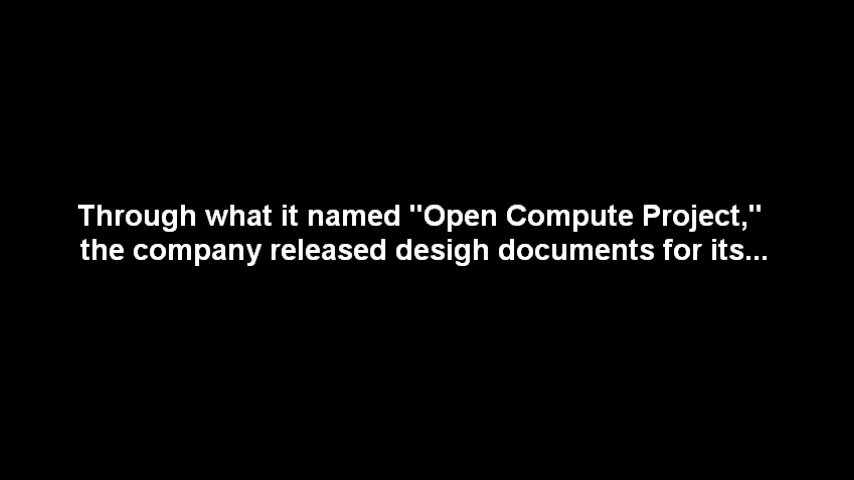 Through what it named "Open Compute Project,"
the company released desigh documents for its...